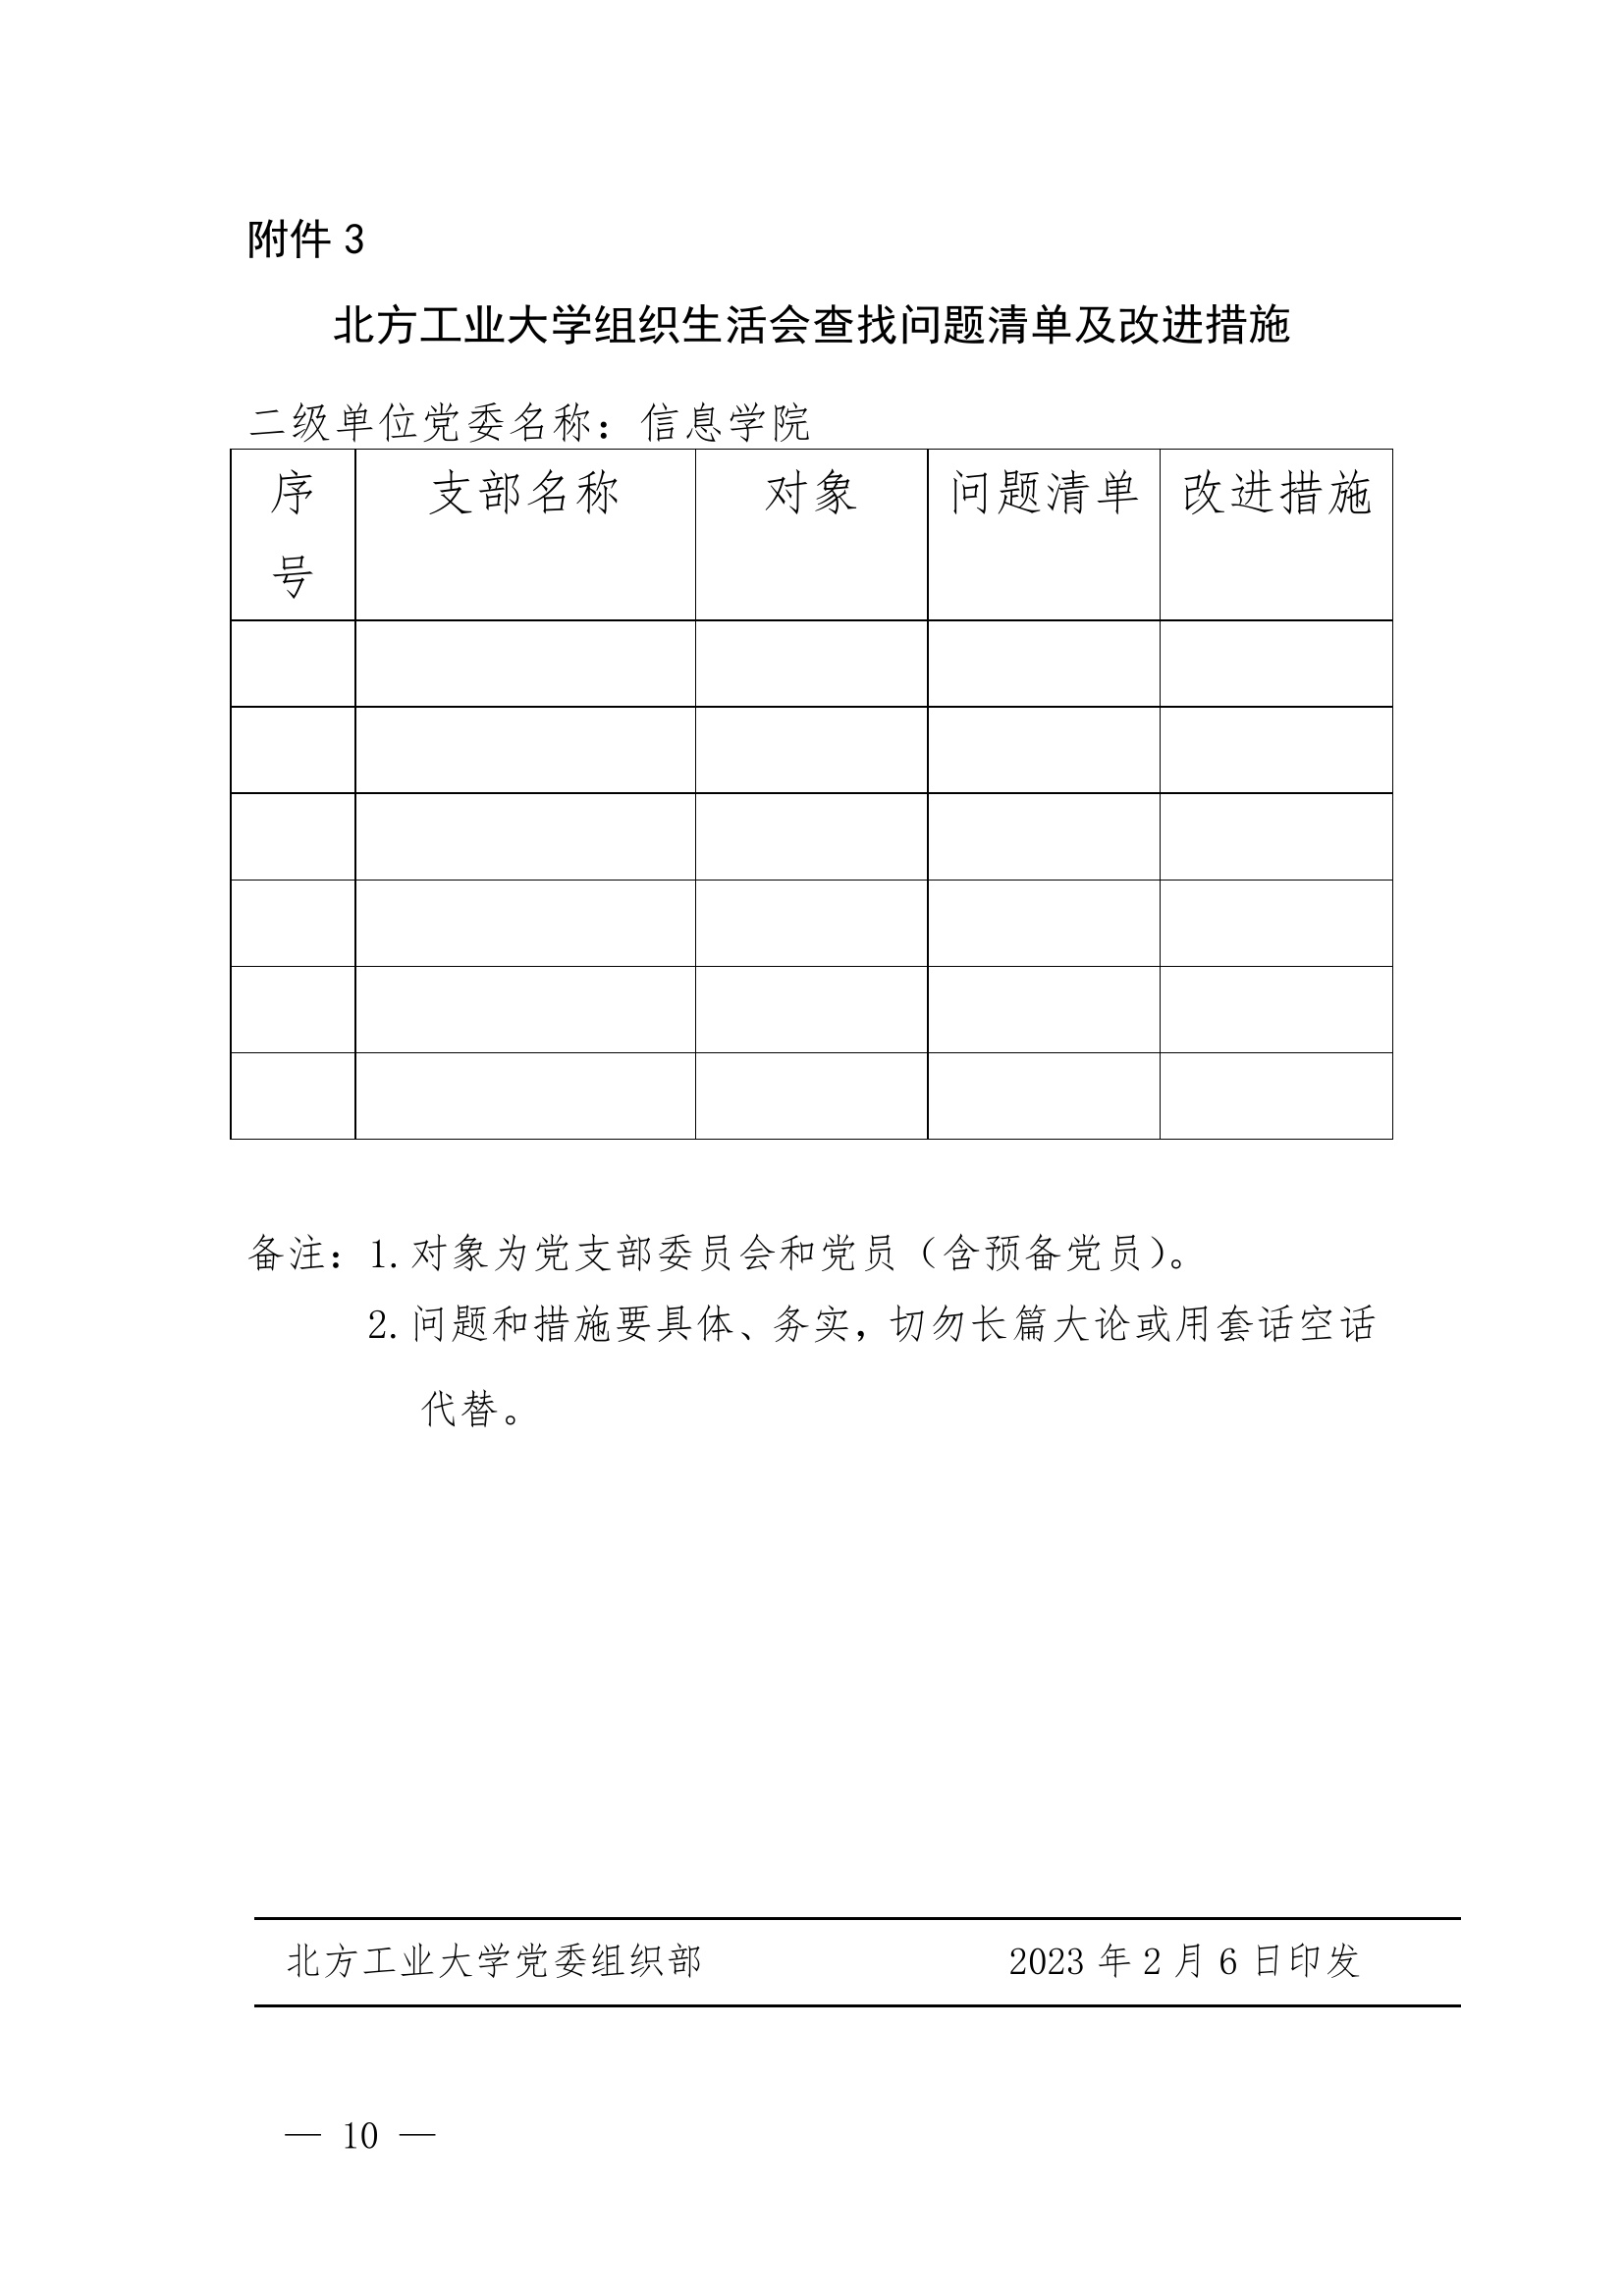 附件 3
北方工业大学组织生活会查找问题清单及改进措施
二级单位党委名称：信息学院
序号 支部名称 对象 问题清单 改进措施
备注：1.对象为党支部委员会和党员（含预备党员）。
2.问题和措施要具体、务实，切勿长篇大论或用套话空话
代替。
北方工业大学党委组织部 2023 年 2 月 6 日印发
— 10 —